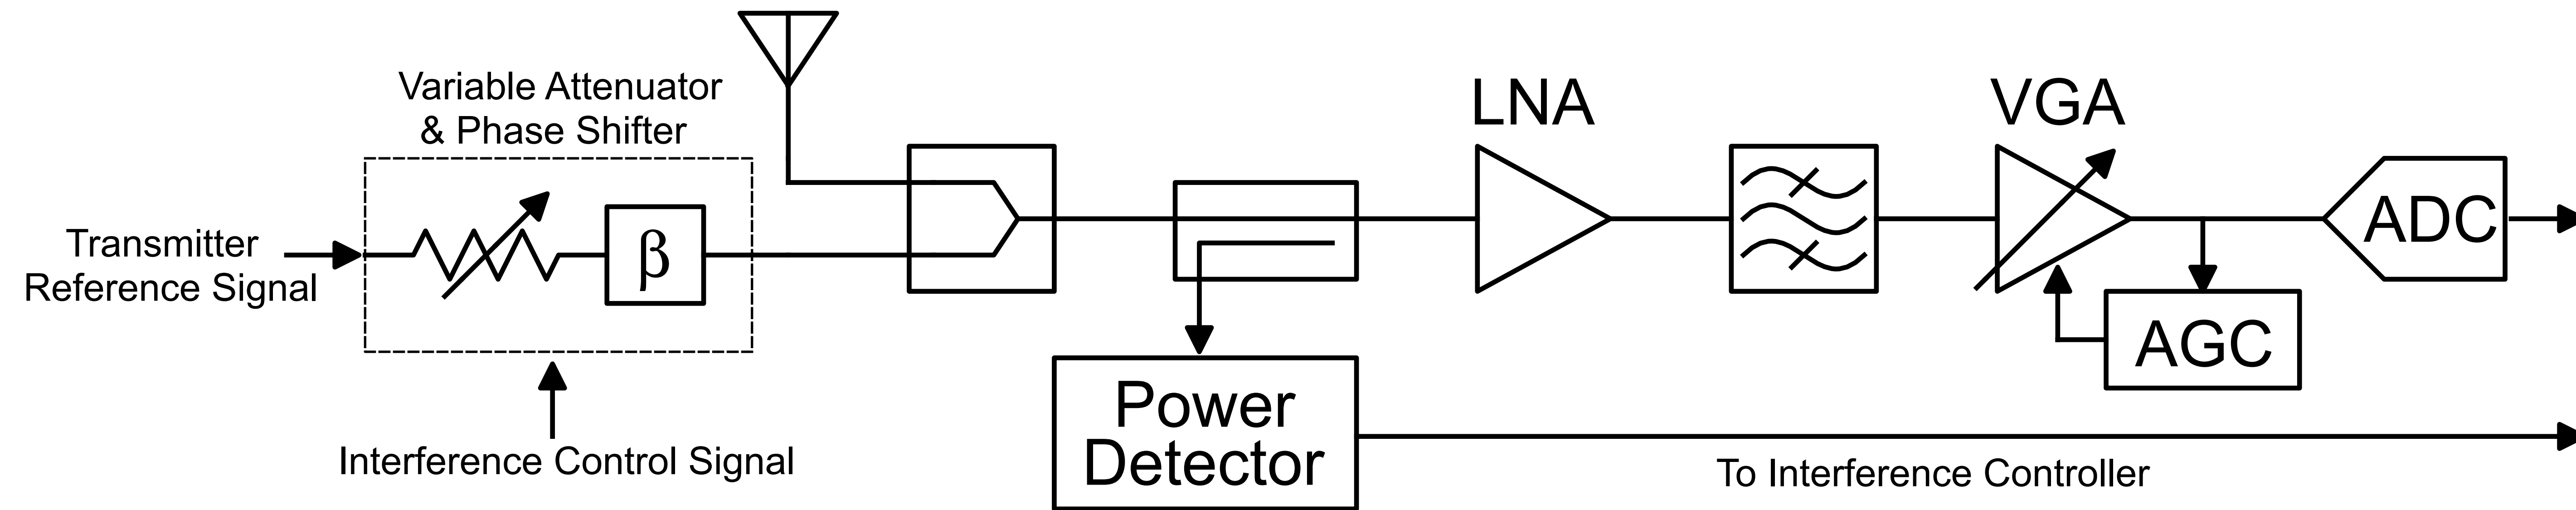 Variable Attenuator
& Phase Shifter
Transmitter
Reference Signal
β
Interference Control Signal
Power
Detector
LNA
VGA
AGC
ADC
To Interference Controller